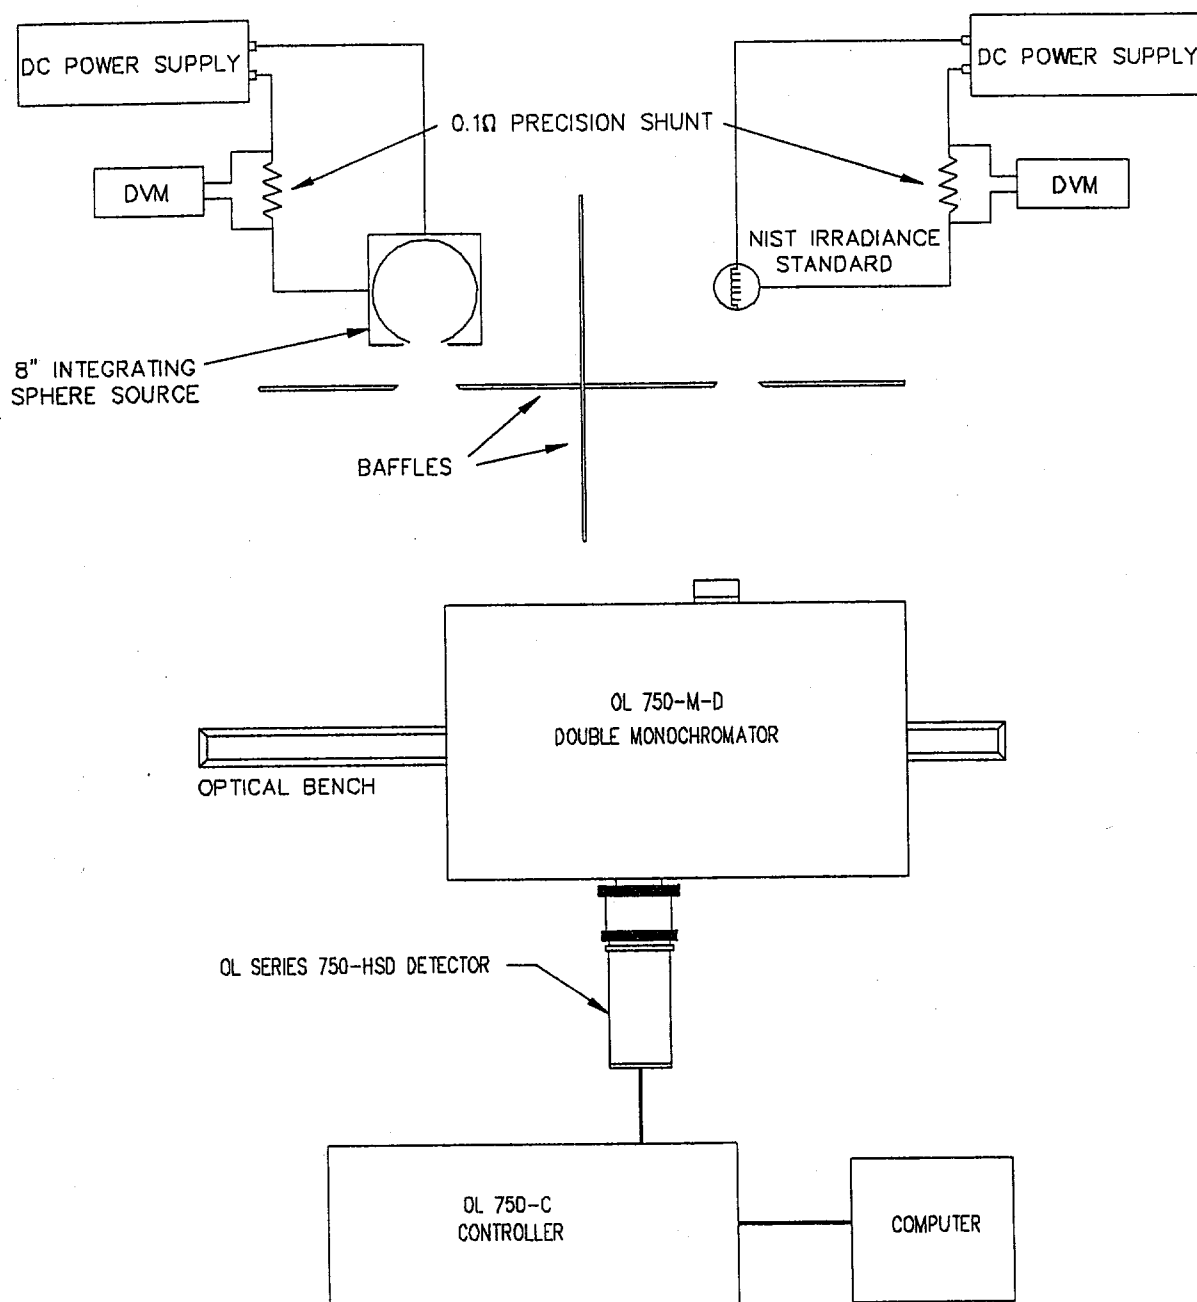 DC POWER SUPPLY
DC POWER SUPPLY
0.1Ω PRECISION SHUNT
DVM
DVM
NIST IRRADIANCE
STANDARD
8" INTEGRATING
SPHERE SOURCE
BAFFLES
OL 750-M-D
DOUBLE MONOCHROMATOR
OPTICAL BENCH
OL SERIES 750-HSD DETECTOR
OL 750-C
CONTROLLER
COMPUTER